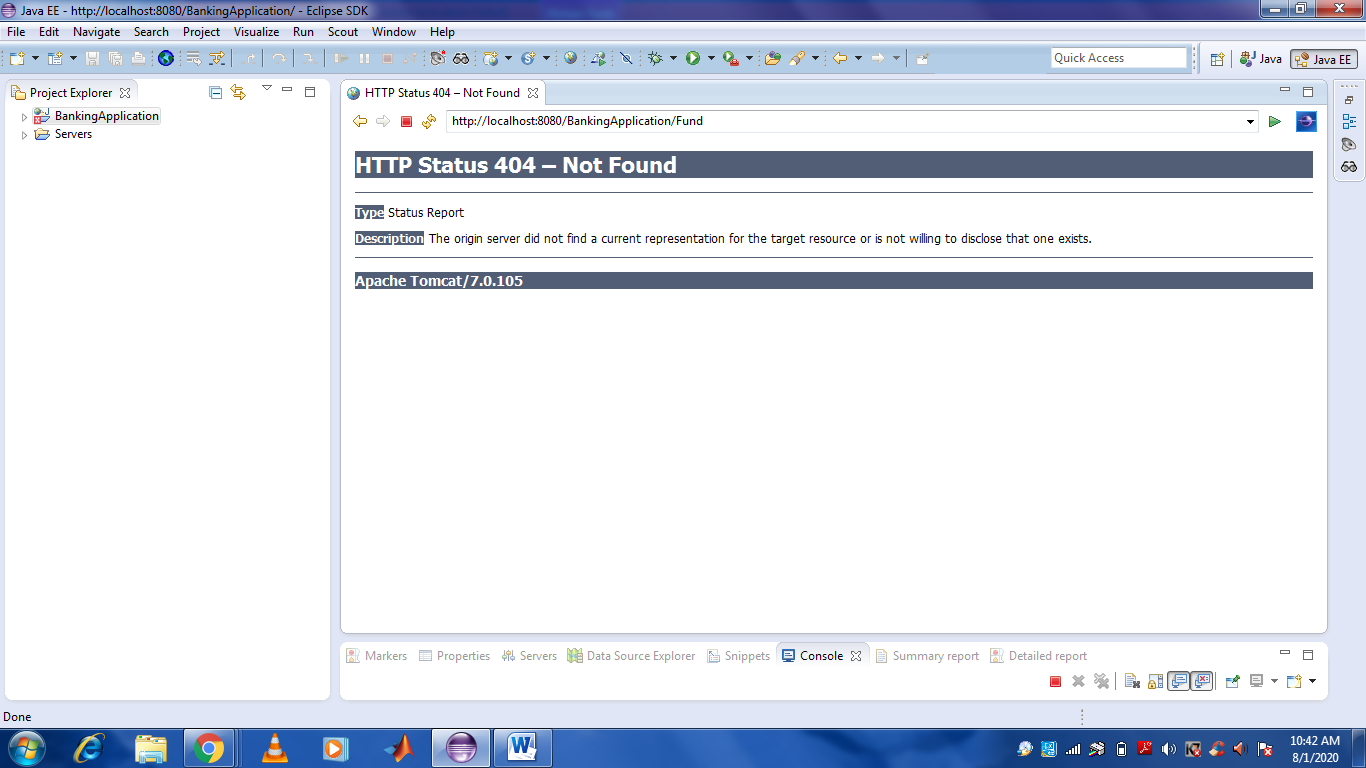 Java EE - http://localhost:8080/BankingApplication/ - Eclipse SDK
File Edit Navigate Search Project Visualize Run Scout Window Help
Quick Access
Java
Java EE
Project Explorer
BankingApplication
Servers
HTTP Status 404 – Not Found
http://localhost:8080/BankingApplication/Fund
HTTP Status 404 – Not Found
Type Status Report
Description The origin server did not find a current representation for the target resource or is not willing to disclose that one exists.
Apache Tomcat/7.0.105
Markers Properties Servers Data Source Explorer Snippets Console Summary report Detailed report
Done
10:42 AM
8/1/2020